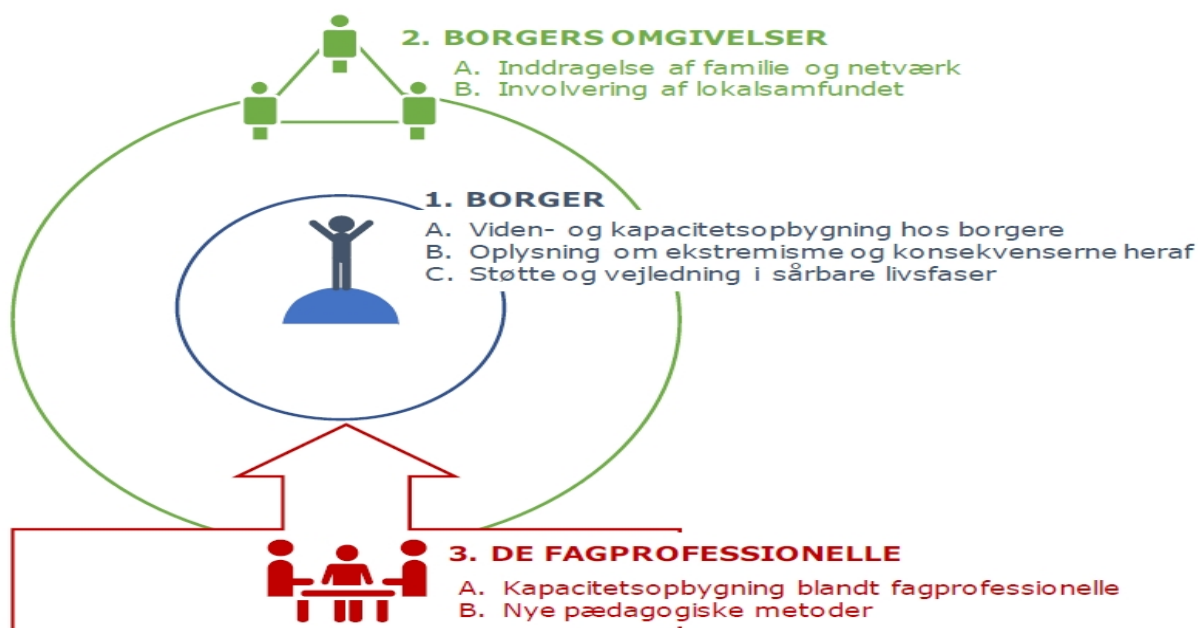 2. BORGERS OMGIVELSER
A. Inddragelse af familie og netværk
B. Involvering af lokalsamfundet
1. BORGER
A. Viden- og kapacitetsopbygning hos borgere
B. Oplysning om ekstremisme og konsekvenserne heraf
C. Støtte og vejledning i sårbare livsfaser
3. DE FAGPROFESSIONELLE
A. Kapacitetsopbygning blandt fagprofessionelle
B. Nye pædagogiske metoder